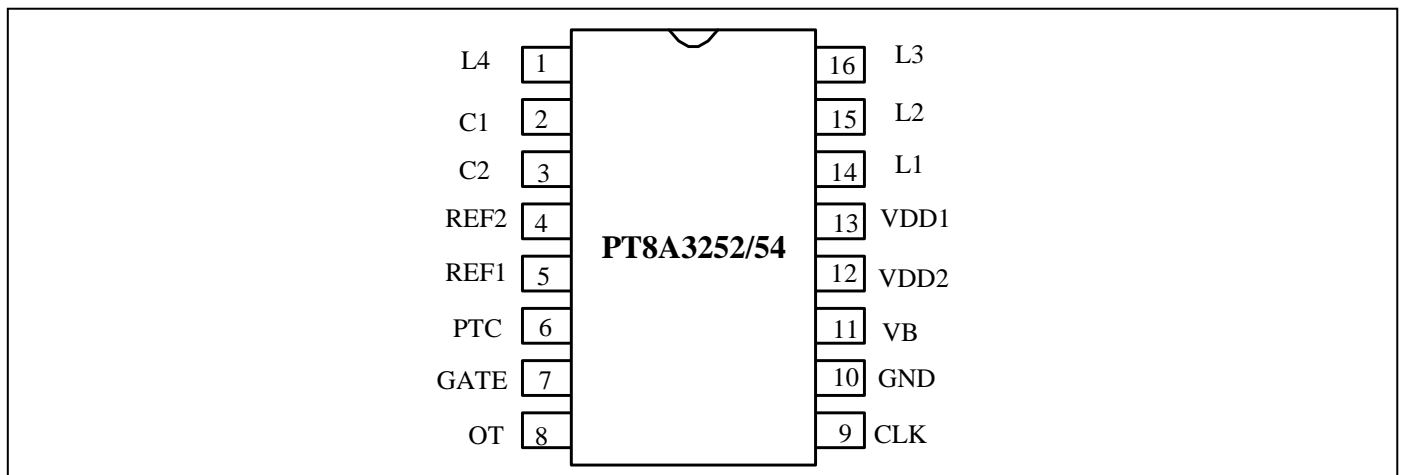 L4 1 16 L3
C1 2 15 L2
C2 3 14 L1
REF2 4 13 VDD1
PT8A3252/54
REF1 5 12 VDD2
PTC 6 11 VB
GATE 7 10 GND
OT 8 9 CLK